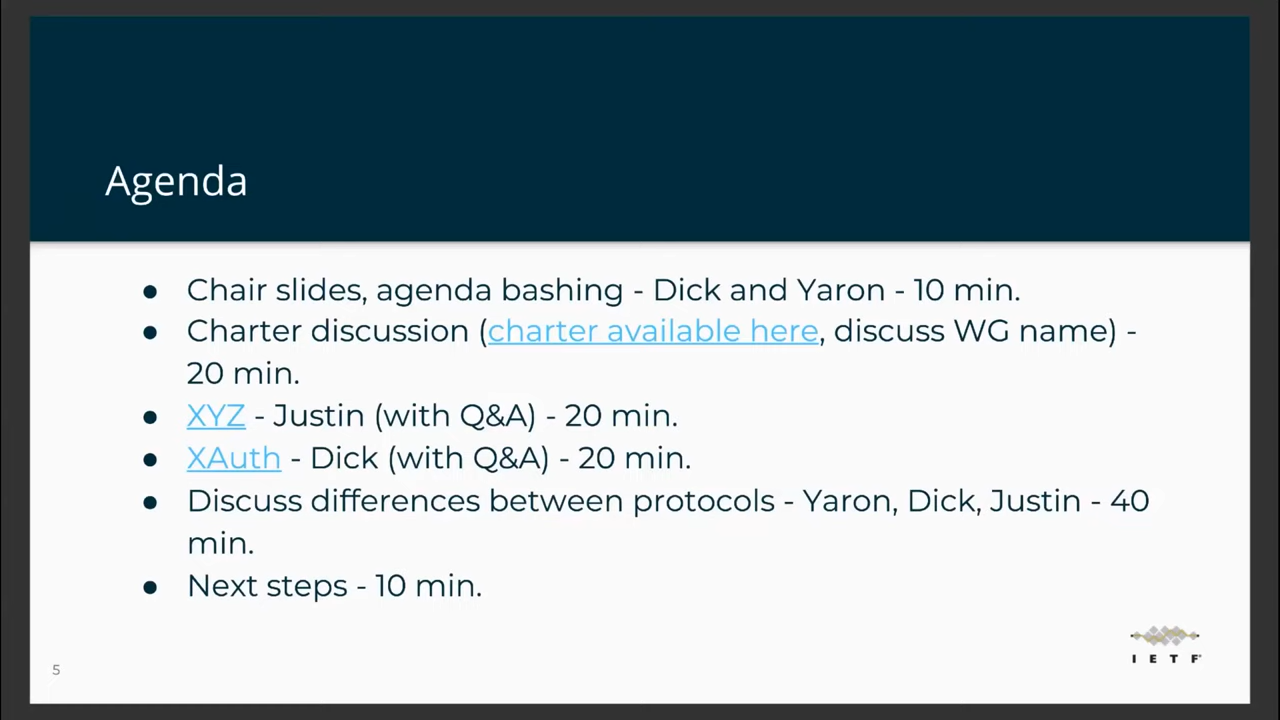 Agenda
● Chair slides, agenda bashing - Dick and Yaron - 10 min.
● Charter discussion (charter available here, discuss WG name) -
20 min.
● XYZ - Justin (with Q&A) - 20 min.
● XAuth - Dick (with Q&A) - 20 min.
● Discuss differences between protocols - Yaron, Dick, Justin - 40
min.
● Next steps - 10 min.
I E T F
5